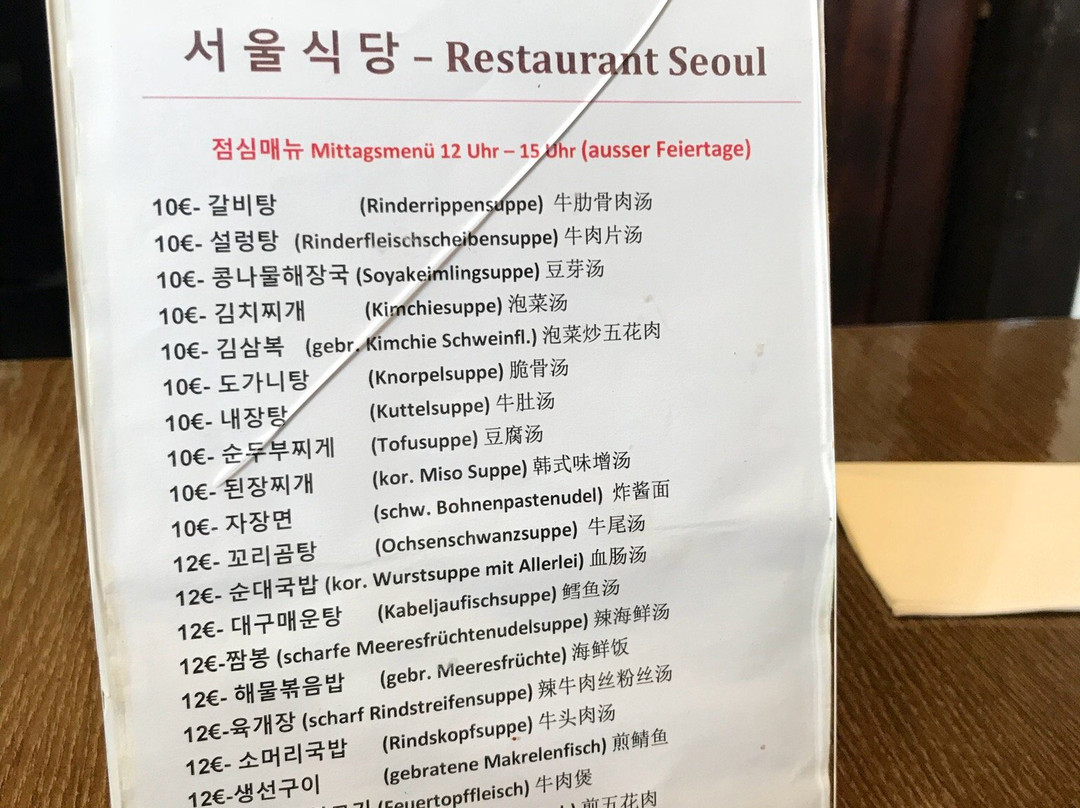 서울식당 – Restaurant Seoul
점심매뉴 Mittagsmenü 12 Uhr – 15 Uhr (ausser Feiertage)
10€- 갈비탕 (Rinderrippensuppe) 牛肋骨肉汤
10€- 설렁탕 (Rinderfleischscheibensuppe) 牛肉片汤
10€- 콩나물해장국 (Soyakeimlingsuppe) 豆芽汤
10€- 김치찌개 (Kimchiesuppe) 泡菜汤
10€- 김삼복 (gebr. Kimchie Schweinfl.) 泡菜炒五花肉
10€- 도가니탕 (Knorpelsuppe) 脆骨汤
10€- 내장탕 (Kuttelsuppe) 牛肚汤
10€- 순두부찌게 (Tofusuppe) 豆腐汤
10€- 된장찌개 (kor. Miso Suppe) 韩式味增汤
10€- 자장면 (schw. Bohnenpastenudel) 炸酱面
12€- 꼬리곰탕 (Ochsenschwanzsuppe) 牛尾汤
12€- 순대국밥 (kor. Wurstsuppe mit Allerlei) 血肠汤
12€- 대구매운탕 (Kabeljaufischsuppe) 鳕鱼汤
12€-짬봉 (scharfe Meeresfrüchtenudelsuppe) 辣海鲜汤
12€- 해물볶음밥 (gebr. Meeresfrüchte) 海鲜饭
12€-육개장 (scharf Rindstreifensuppe) 辣牛肉丝粉丝汤
12€- 소머리국밥 (Rindskopfsuppe) 牛头肉汤
12€-생선구이 (gebratene Makrelenfisch) 煎鲭鱼
(Feuertopffleisch) 牛肉煲
煎五花肉